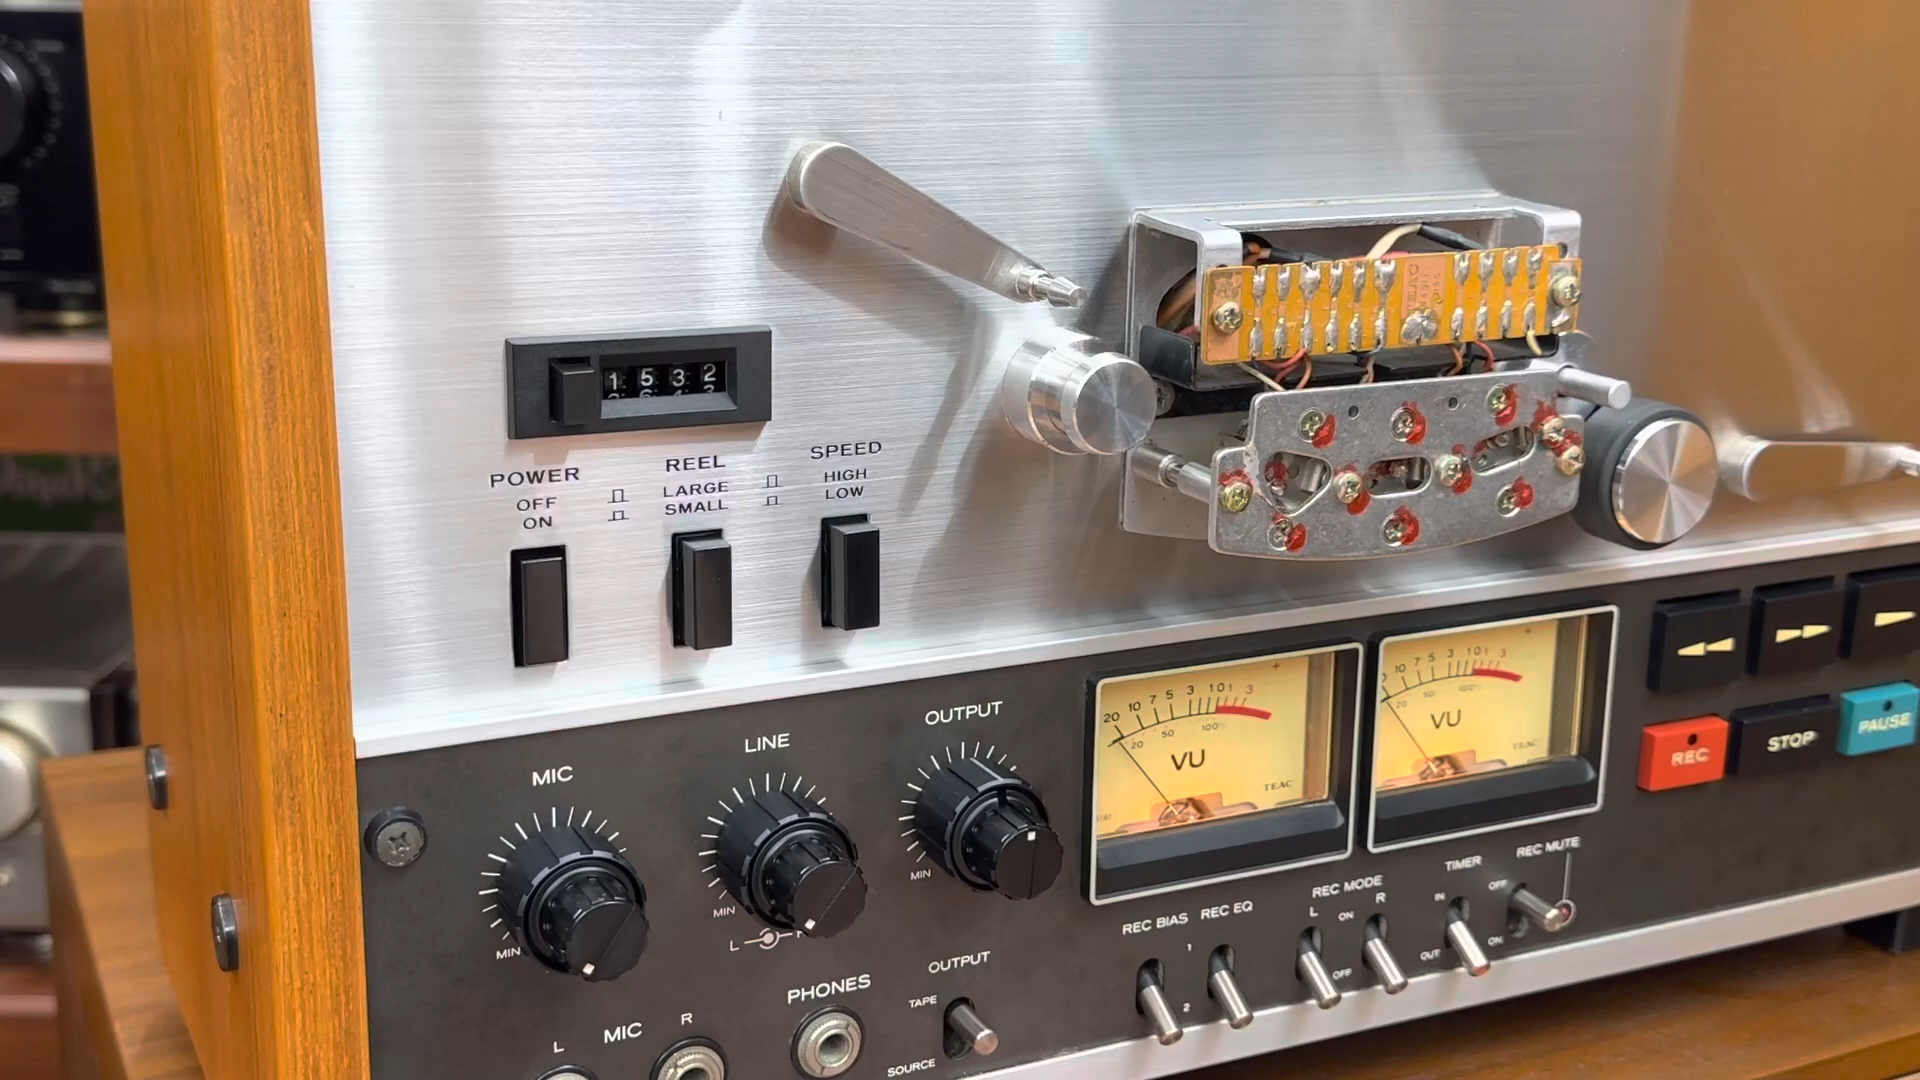 1532
POWER
OFF
ON
REEL
LARGE
SMALL
SPEED
HIGH
LOW
TEAC
MIC
MIN
LINE
MIN
L
OUTPUT
MIN
20 10 7 5 3 1 0 1 3 +
20 50 100%
VU
TEAC
20 10 7 5 3 1 0 1 3 +
20 50 100%
VU
TEAC
REC
STOP
PAUSE
REC BIAS
REC EQ
1
2
REC MODE
L
ON
R
OFF
TIMER
IN
OUT
REC MUTE
OFF
ON
OUTPUT
TAPE
SOURCE
PHONES
MIC
L
R